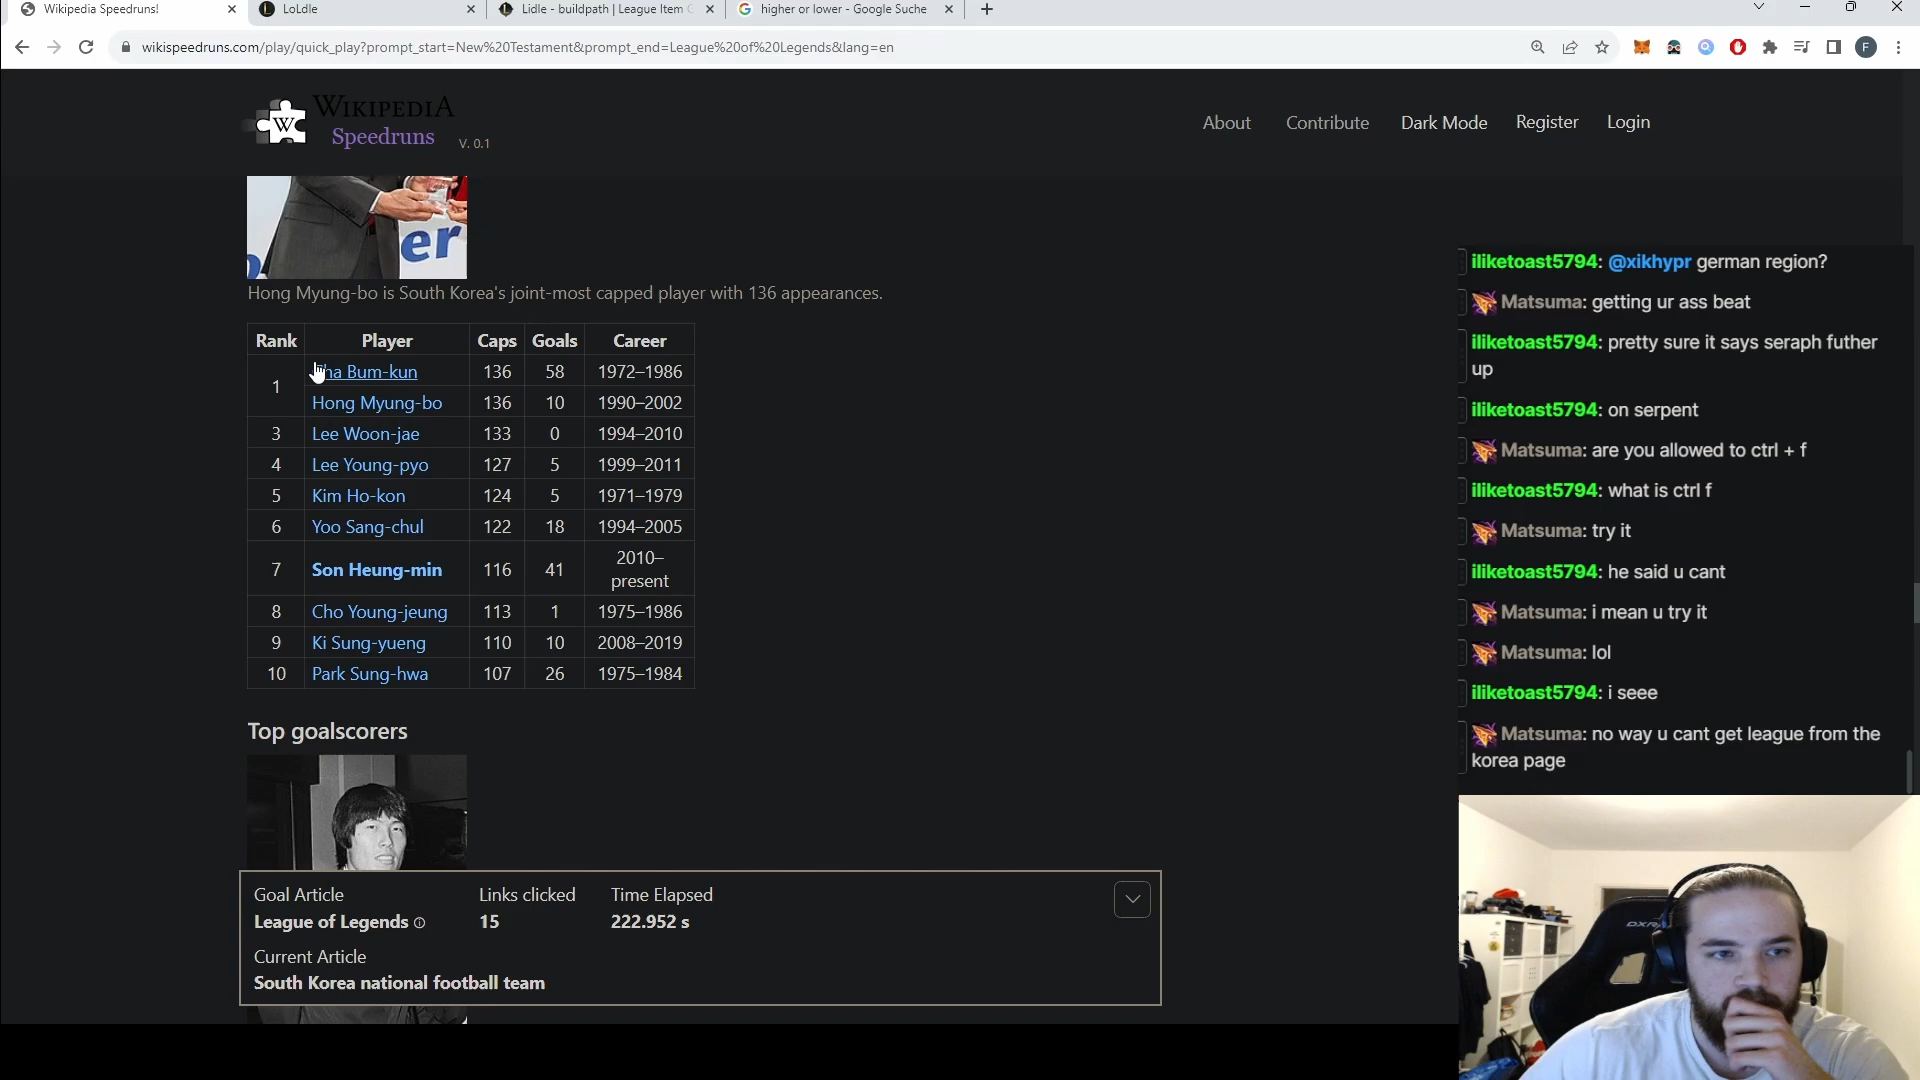 Wikipedia Speedruns!
LoLdle
Lidle - buildpath | League Item G
higher or lower - Google Suche
wikispeedruns.com/play/quick_play?prompt_start=New%20Testament&prompt_end=League%20of%20Legends&lang=en
F
W
WIKIPEDIA
Speedruns
V. 0.1
About
Contribute
Dark Mode
Register
Login
er
Hong Myung-bo is South Korea's joint-most capped player with 136 appearances.
Rank Player Caps Goals Career
1 Cha Bum-kun 136 58 1972–1986
Hong Myung-bo 136 10 1990–2002
3 Lee Woon-jae 133 0 1994–2010
4 Lee Young-pyo 127 5 1999–2011
5 Kim Ho-kon 124 5 1971–1979
6 Yoo Sang-chul 122 18 1994–2005
7 Son Heung-min 116 41 2010–
present
8 Cho Young-jeung 113 1 1975–1986
9 Ki Sung-yueng 110 10 2008–2019
10 Park Sung-hwa 107 26 1975–1984
Top goalscorers
Goal Article
League of Legends
Links clicked
15
Time Elapsed
222.952 s
Current Article
South Korea national football team
iliketoast5794: @xikhypr german region?
Matsuma: getting ur ass beat
iliketoast5794: pretty sure it says seraph futher
up
iliketoast5794: on serpent
Matsuma: are you allowed to ctrl + f
iliketoast5794: what is ctrl f
Matsuma: try it
iliketoast5794: he said u cant
Matsuma: i mean u try it
Matsuma: lol
iliketoast5794: i seee
Matsuma: no way u cant get league from the
korea page